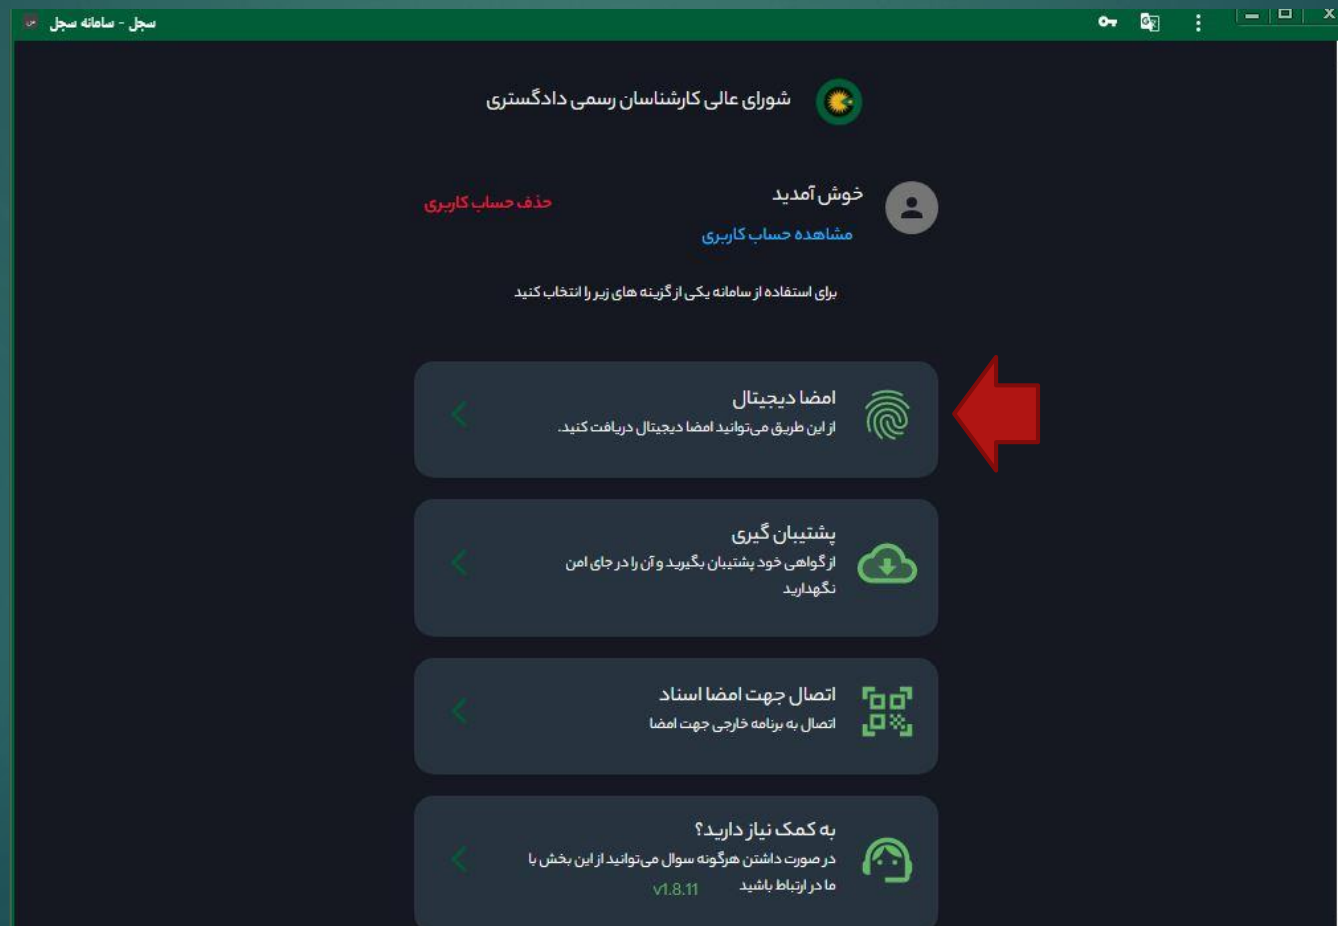 سجل - سامانه سجل
شورای عالی کارشناسان رسمی دادگستری
خوش آمدید
حذف حساب کاربری
مشاهده حساب کاربری
برای استفاده از سامانه یکی از گزینه های زیر را انتخاب کنید
امضا دیجیتال
از این طریق می‌توانید امضا دیجیتال دریافت کنید.
پشتیبان گیری
از گواهی خود پشتیبان بگیرید و آن را در جای امن
نگهدارید
اتصال جهت امضا اسناد
اتصال به برنامه خارجی جهت امضا
به کمک نیاز دارید؟
در صورت داشتن هرگونه سوال می‌توانید از این بخش با
ما در ارتباط باشید v1.8.11